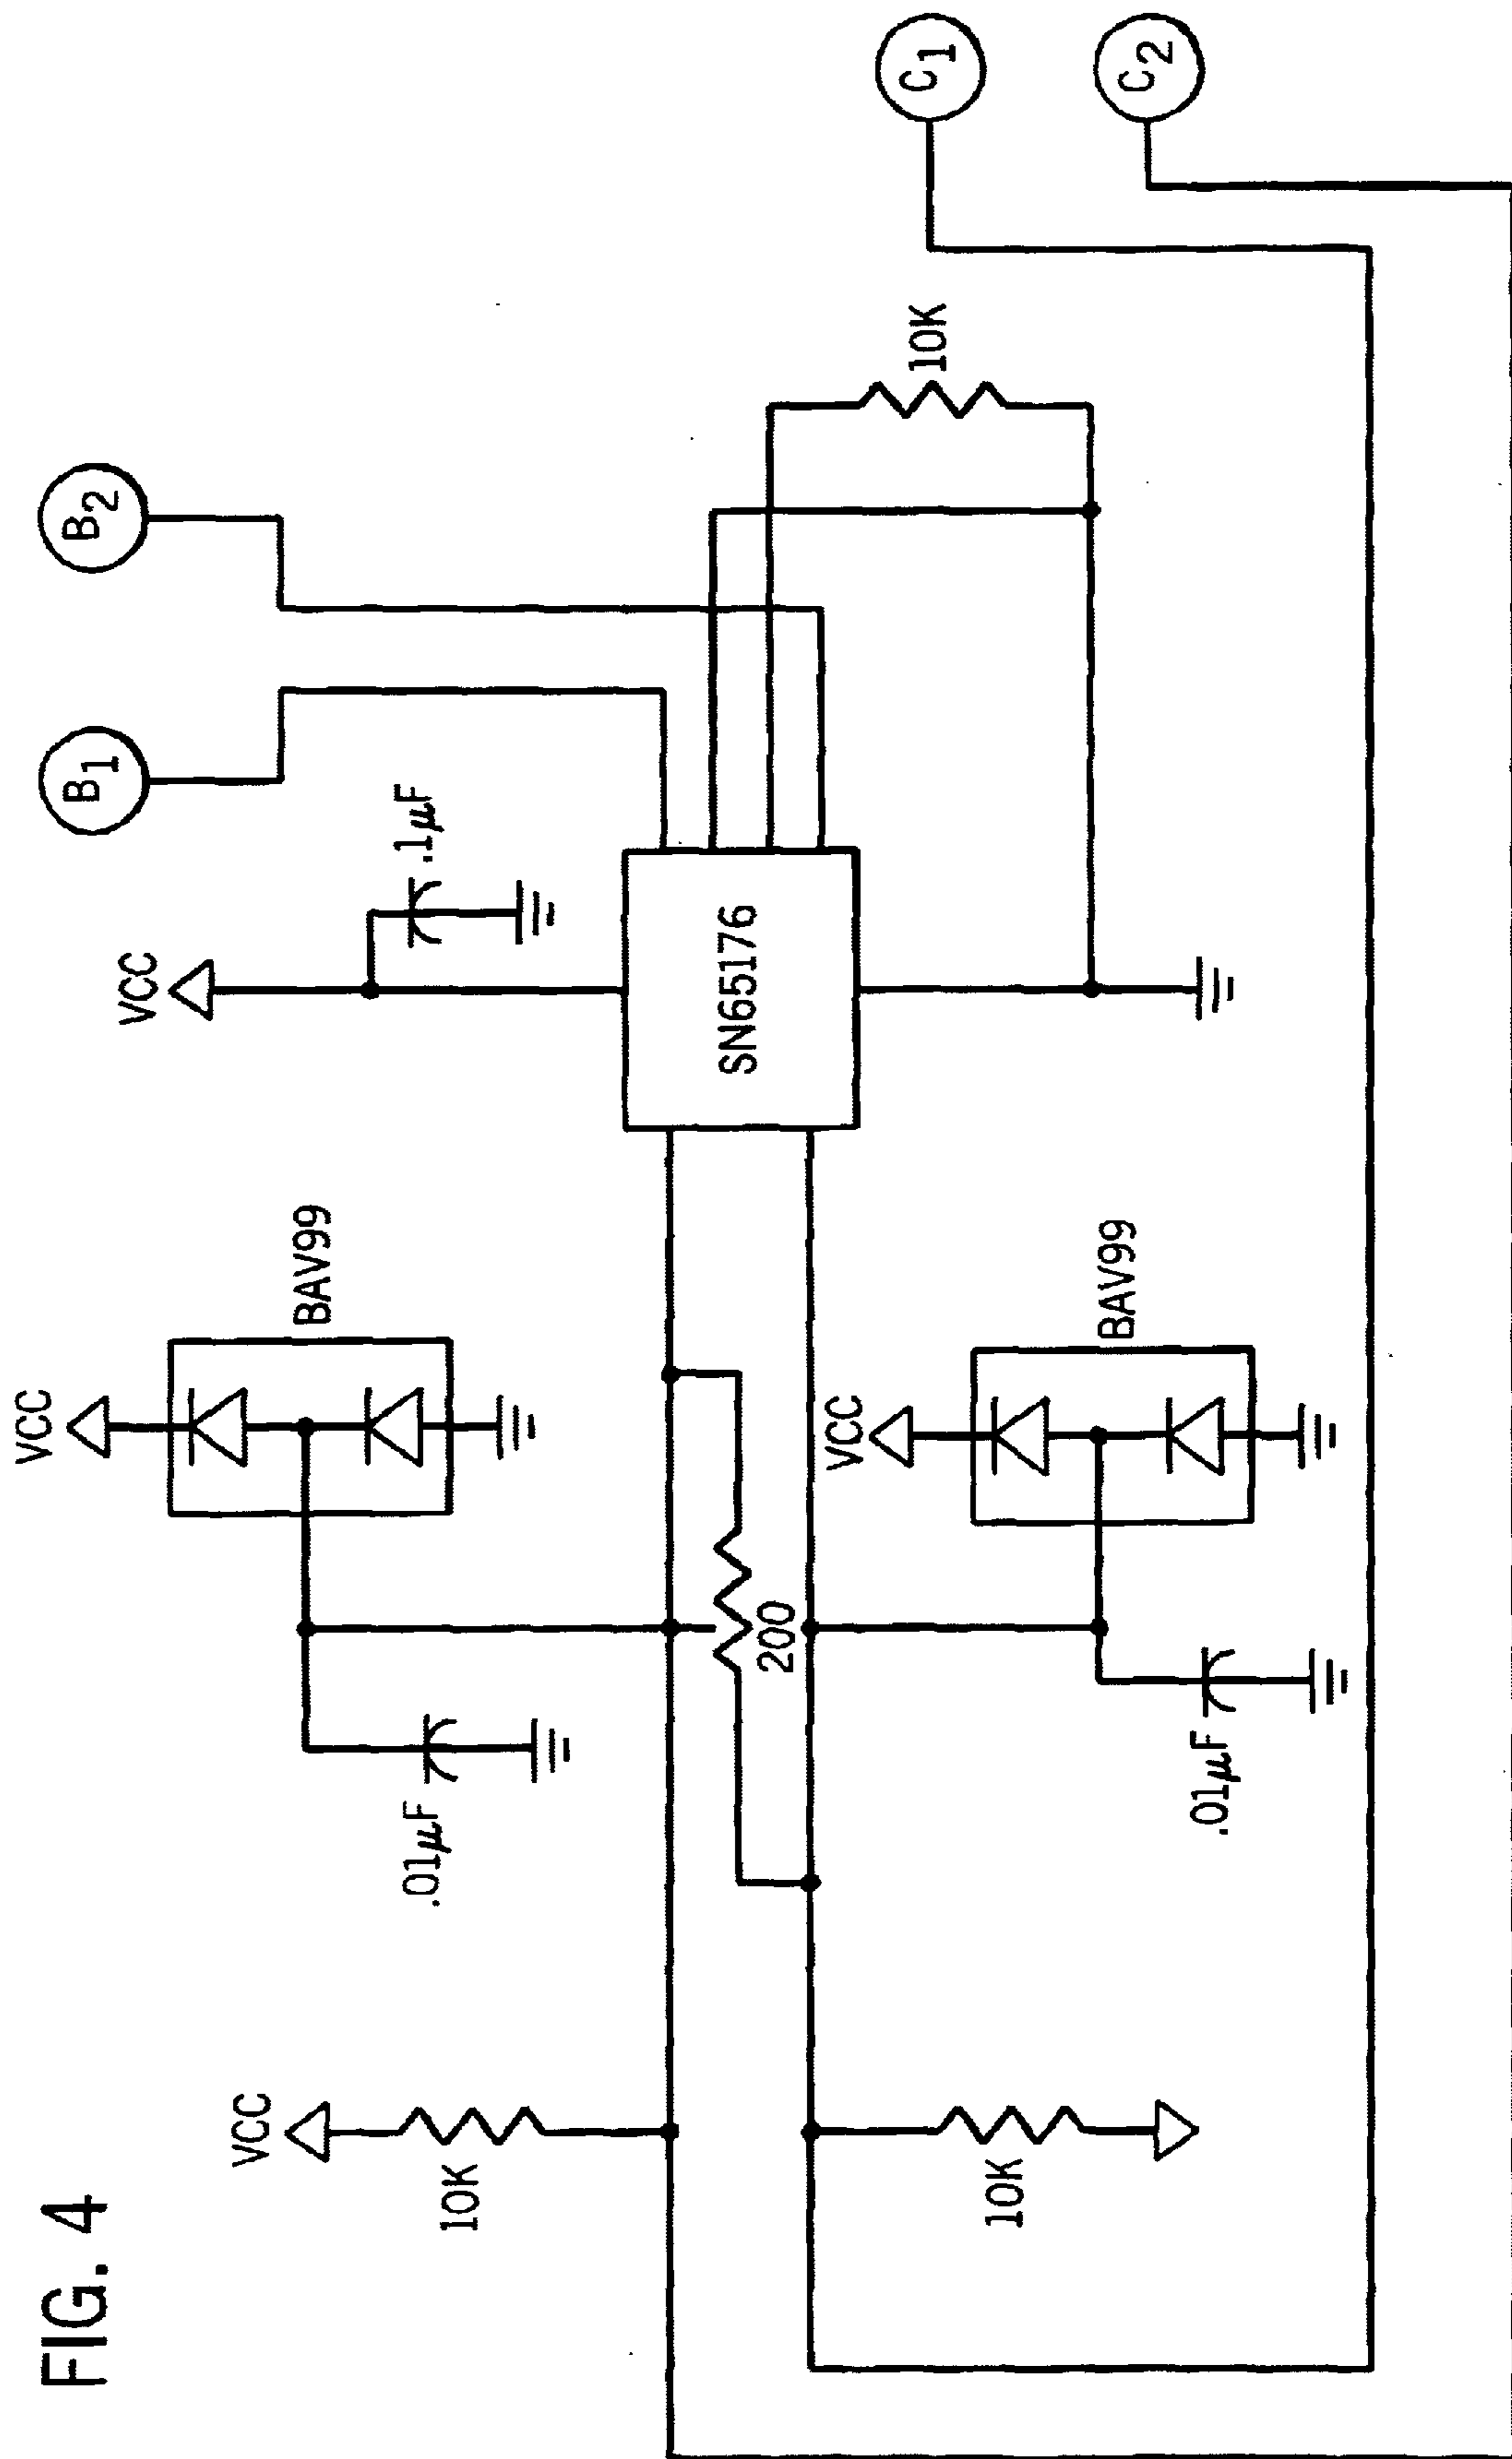 FIG. 4
VCC
10K
10K
.01µF
VCC
BAV99
200
.01µF
VCC
BAV99
VCC
.1µF
SN65176
B1
B2
10K
C1
C2